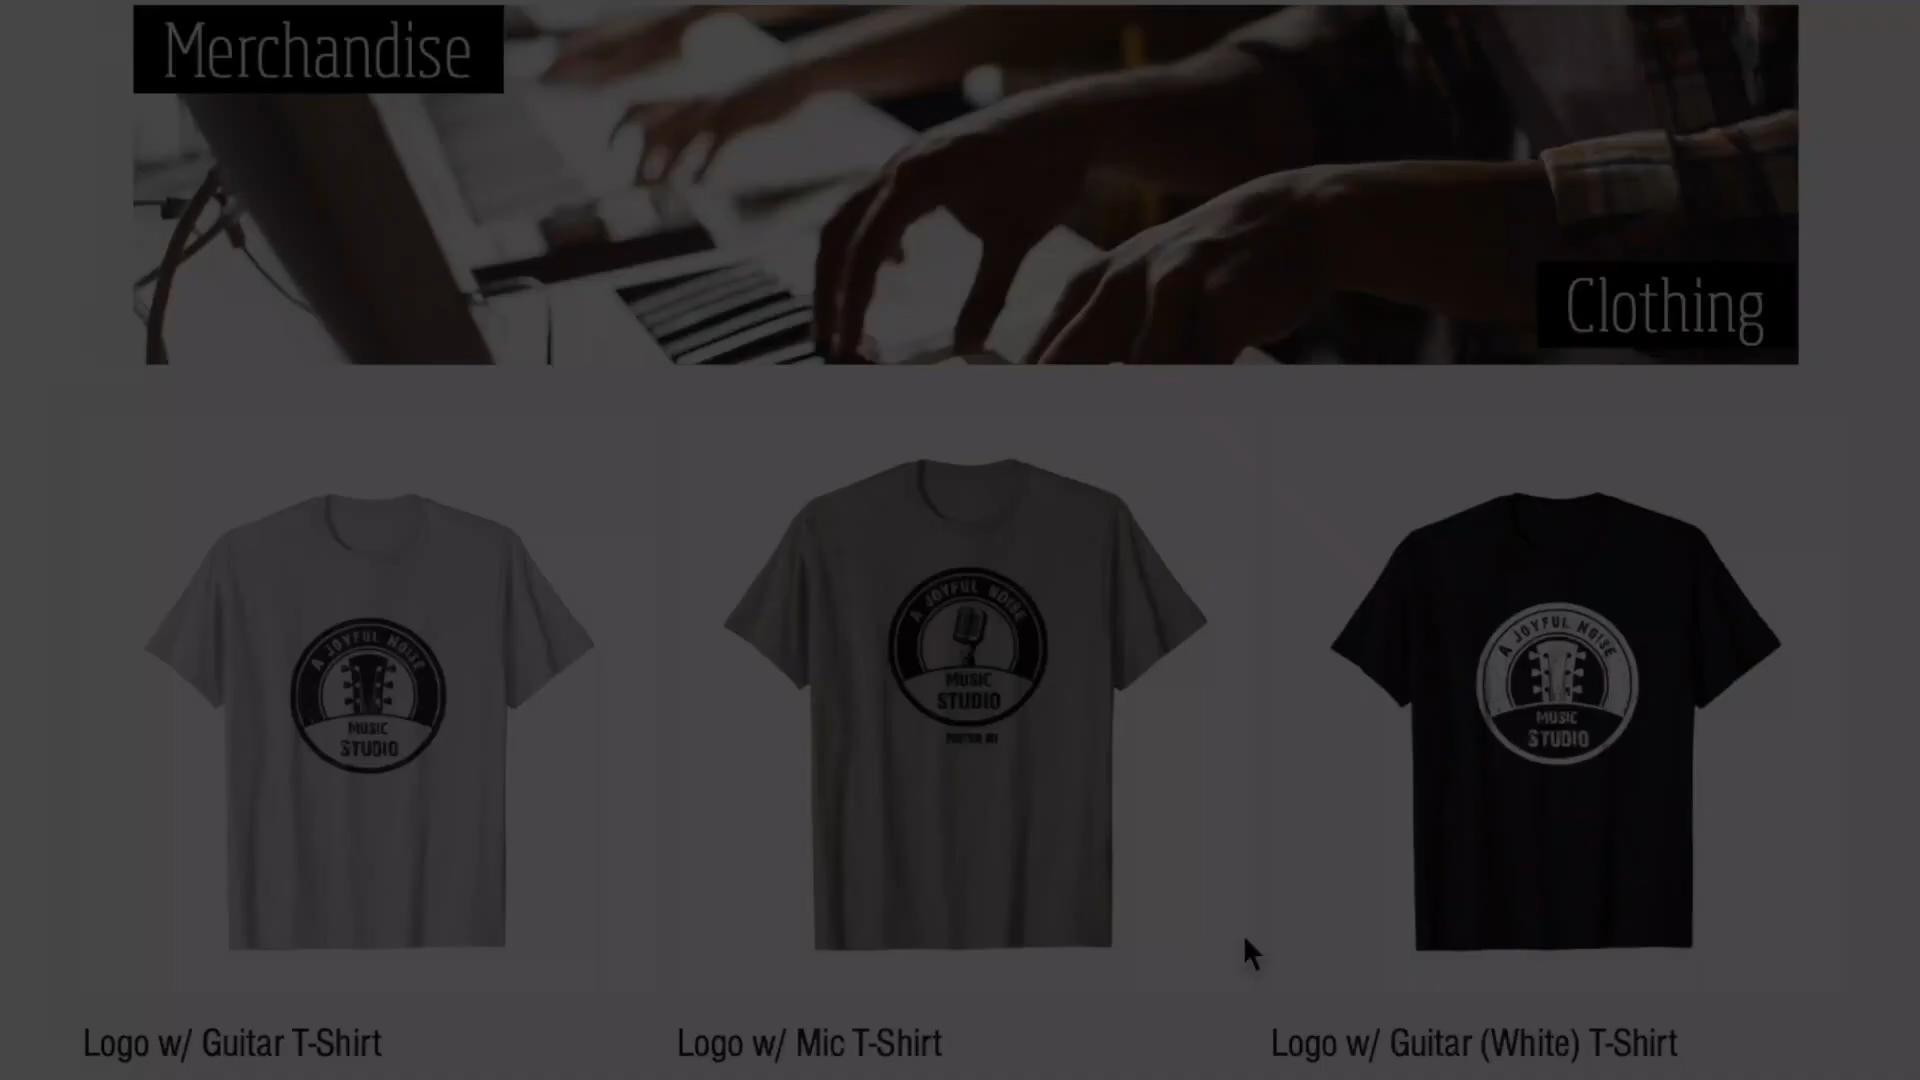 Merchandise
Clothing
A JOYFUL NOISE
MUSIC
STUDIO
A JOYFUL NOISE
MUSIC
STUDIO
A JOYFUL NOISE
MUSIC
STUDIO
Logo w/ Guitar T-Shirt
Logo w/ Mic T-Shirt
Logo w/ Guitar (White) T-Shirt